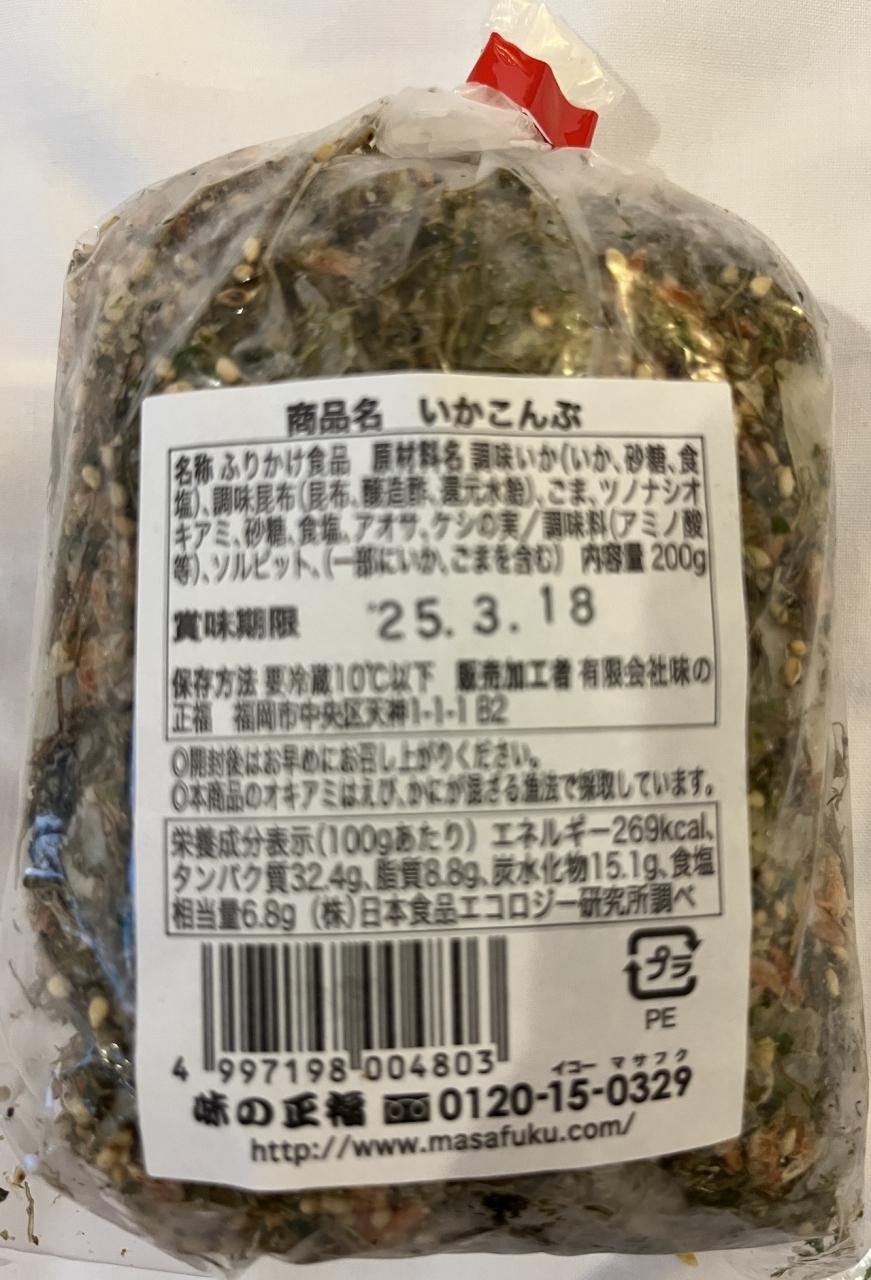 商品名 いかこんぶ
名称 ふりかけ食品 原材料名 調味いか(いか、砂糖、食
塩)、調味昆布(昆布、醸造酢、還元水飴)、ごま、ツノナシオ
キアミ、砂糖、食塩、アオサ、ケシの実/調味料(アミノ酸
等)、ソルビット、(一部にいか、ごまを含む) 内容量 200g
賞味期限 '25.3.18
保存方法 要冷蔵10℃以下 販売加工者 有限会社味の
正福 福岡市中央区天神1-1-1 B2
○開封後はお早めにお召し上がりください。
○本商品のオキアミはえび、かにが混ざる漁法で採取しています。
栄養成分表示(100gあたり) エネルギー269kcal、
タンパク質32.4g、脂質8.8g、炭水化物15.1g、食塩
相当量6.8g (株)日本食品エコロジー研究所調べ
プラ
PE
4 997198 004803
イコー マサフク
味の正福 0120-15-0329
http://www.masafuku.com/